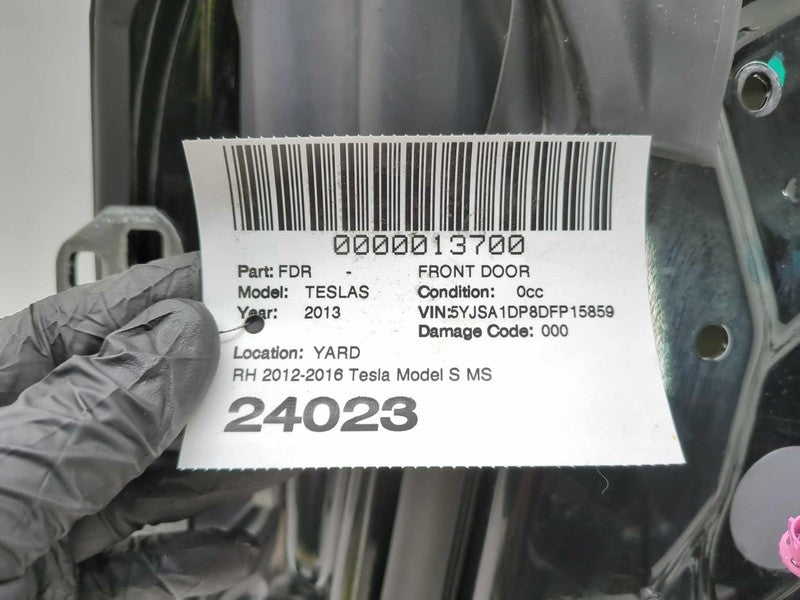 0000013700
Part: FDR - FRONT DOOR
Model: TESLAS Condition: 0cc
Year: 2013 VIN:5YJSA1DP8DFP15859
Damage Code: 000
Location: YARD
RH 2012-2016 Tesla Model S MS
24023